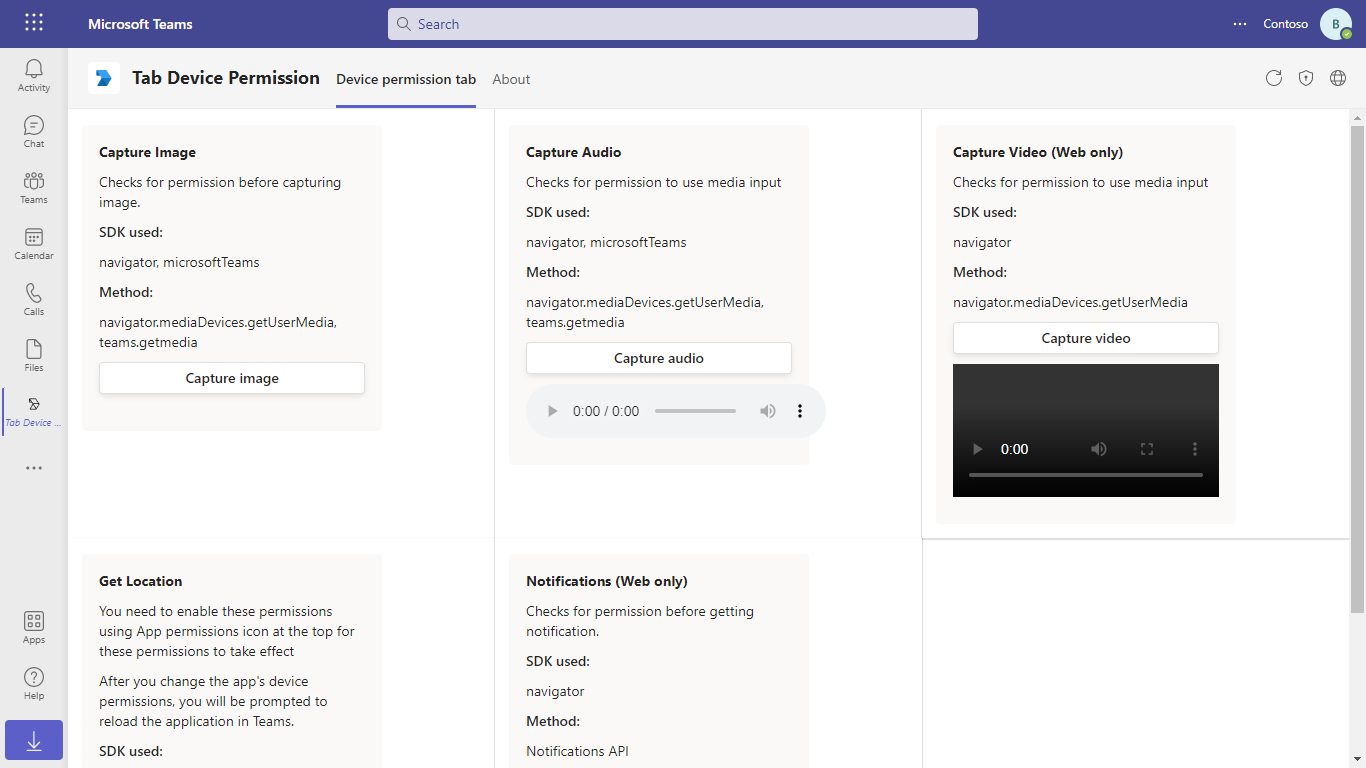 Microsoft Teams
Search
Contoso
B
Activity
Chat
Teams
Calendar
Calls
Files
Tab Device ...
Apps
Help
Tab Device Permission
Device permission tab
About
Capture Image
Checks for permission before capturing
image.
SDK used:
navigator, microsoftTeams
Method:
navigator.mediaDevices.getUserMedia,
teams.getmedia
Capture image
Capture Audio
Checks for permission to use media input
SDK used:
navigator, microsoftTeams
Method:
navigator.mediaDevices.getUserMedia,
teams.getmedia
Capture audio
0:00 / 0:00
Capture Video (Web only)
Checks for permission to use media input
SDK used:
navigator
Method:
navigator.mediaDevices.getUserMedia
Capture video
0:00
Get Location
You need to enable these permissions
using App permissions icon at the top for
these permissions to take effect
After you change the app's device
permissions, you will be prompted to
reload the application in Teams.
SDK used:
Notifications (Web only)
Checks for permission before getting
notification.
SDK used:
navigator
Method:
Notifications API